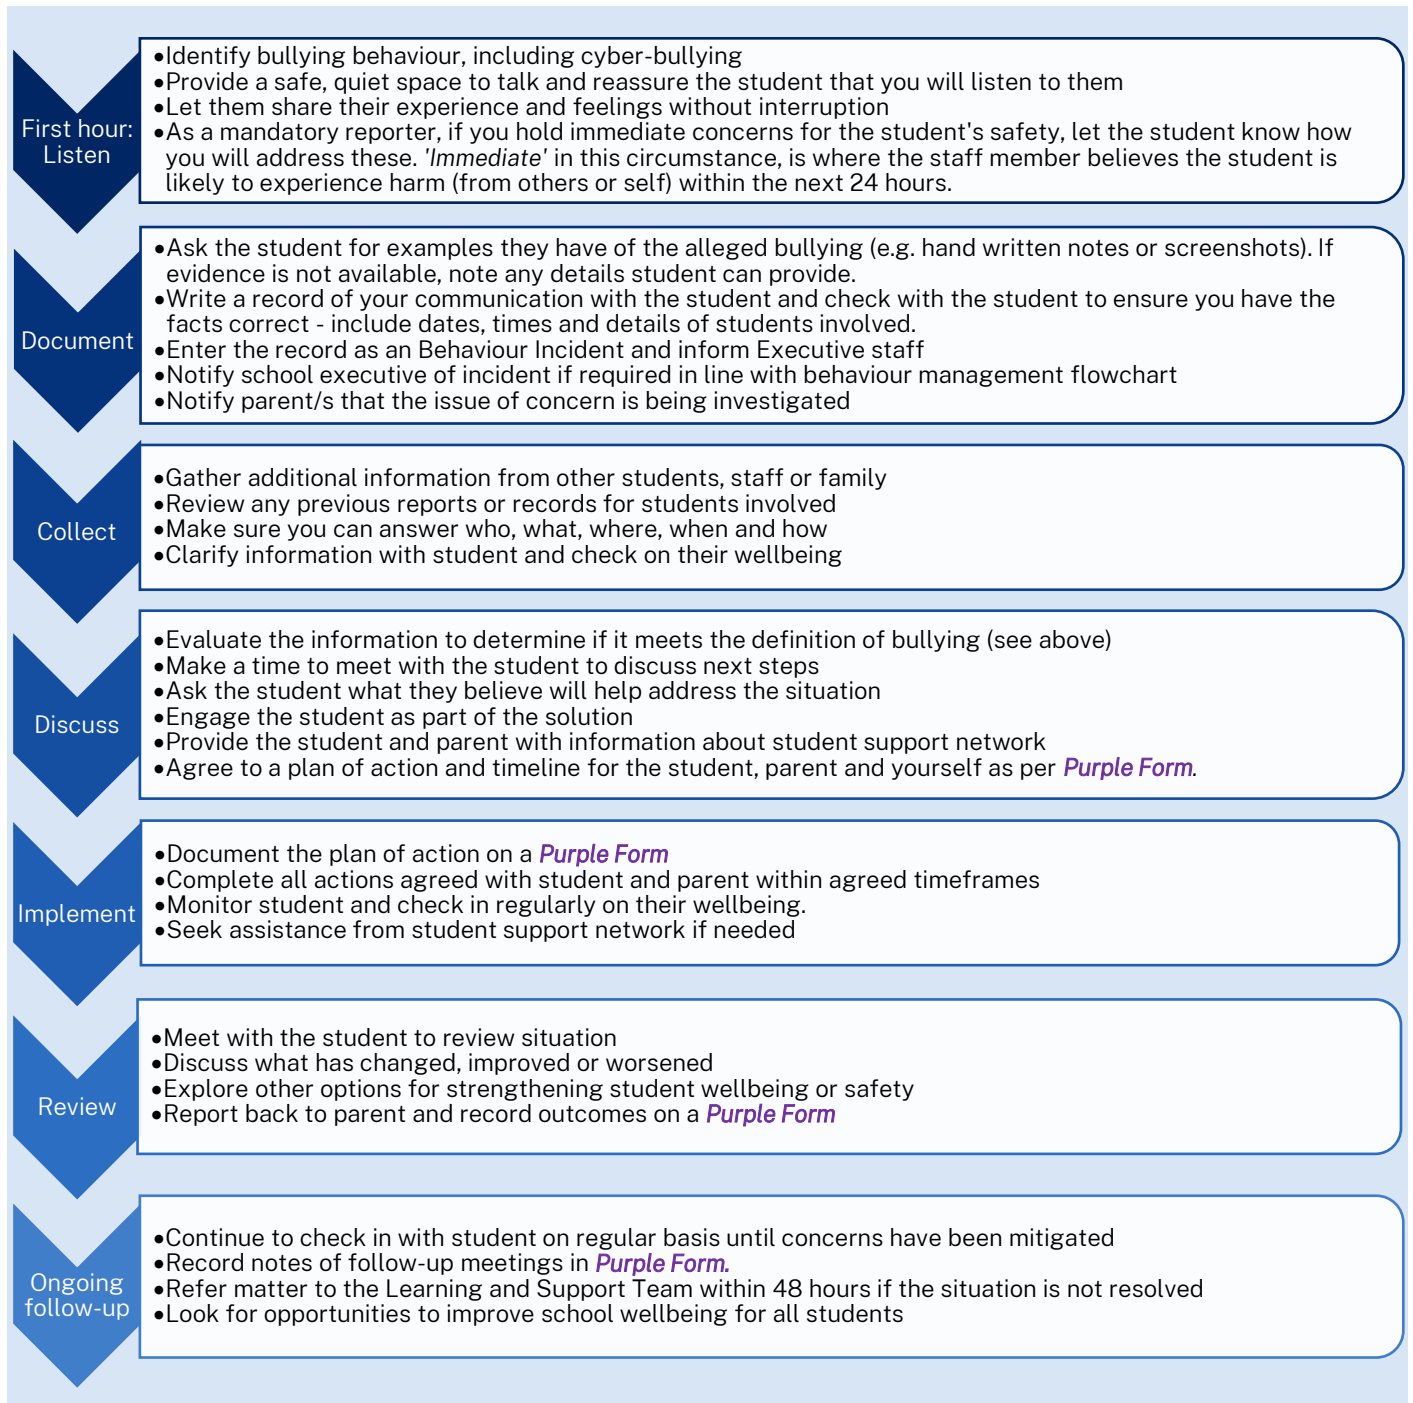 First hour:
Listen
•Identify bullying behaviour, including cyber-bullying
•Provide a safe, quiet space to talk and reassure the student that you will listen to them
•Let them share their experience and feelings without interruption
•As a mandatory reporter, if you hold immediate concerns for the student's safety, let the student know how
you will address these. 'Immediate' in this circumstance, is where the staff member believes the student is
likely to experience harm (from others or self) within the next 24 hours.
Document
•Ask the student for examples they have of the alleged bullying (e.g. hand written notes or screenshots). If
evidence is not available, note any details student can provide.
•Write a record of your communication with the student and check with the student to ensure you have the
facts correct - include dates, times and details of students involved.
•Enter the record as an Behaviour Incident and inform Executive staff
•Notify school executive of incident if required in line with behaviour management flowchart
•Notify parent/s that the issue of concern is being investigated
Collect
•Gather additional information from other students, staff or family
•Review any previous reports or records for students involved
•Make sure you can answer who, what, where, when and how
•Clarify information with student and check on their wellbeing
Discuss
•Evaluate the information to determine if it meets the definition of bullying (see above)
•Make a time to meet with the student to discuss next steps
•Ask the student what they believe will help address the situation
•Engage the student as part of the solution
•Provide the student and parent with information about student support network
•Agree to a plan of action and timeline for the student, parent and yourself as per Purple Form.
Implement
•Document the plan of action on a Purple Form
•Complete all actions agreed with student and parent within agreed timeframes
•Monitor student and check in regularly on their wellbeing.
•Seek assistance from student support network if needed
Review
•Meet with the student to review situation
•Discuss what has changed, improved or worsened
•Explore other options for strengthening student wellbeing or safety
•Report back to parent and record outcomes on a Purple Form
Ongoing
follow-up
•Continue to check in with student on regular basis until concerns have been mitigated
•Record notes of follow-up meetings in Purple Form.
•Refer matter to the Learning and Support Team within 48 hours if the situation is not resolved
•Look for opportunities to improve school wellbeing for all students